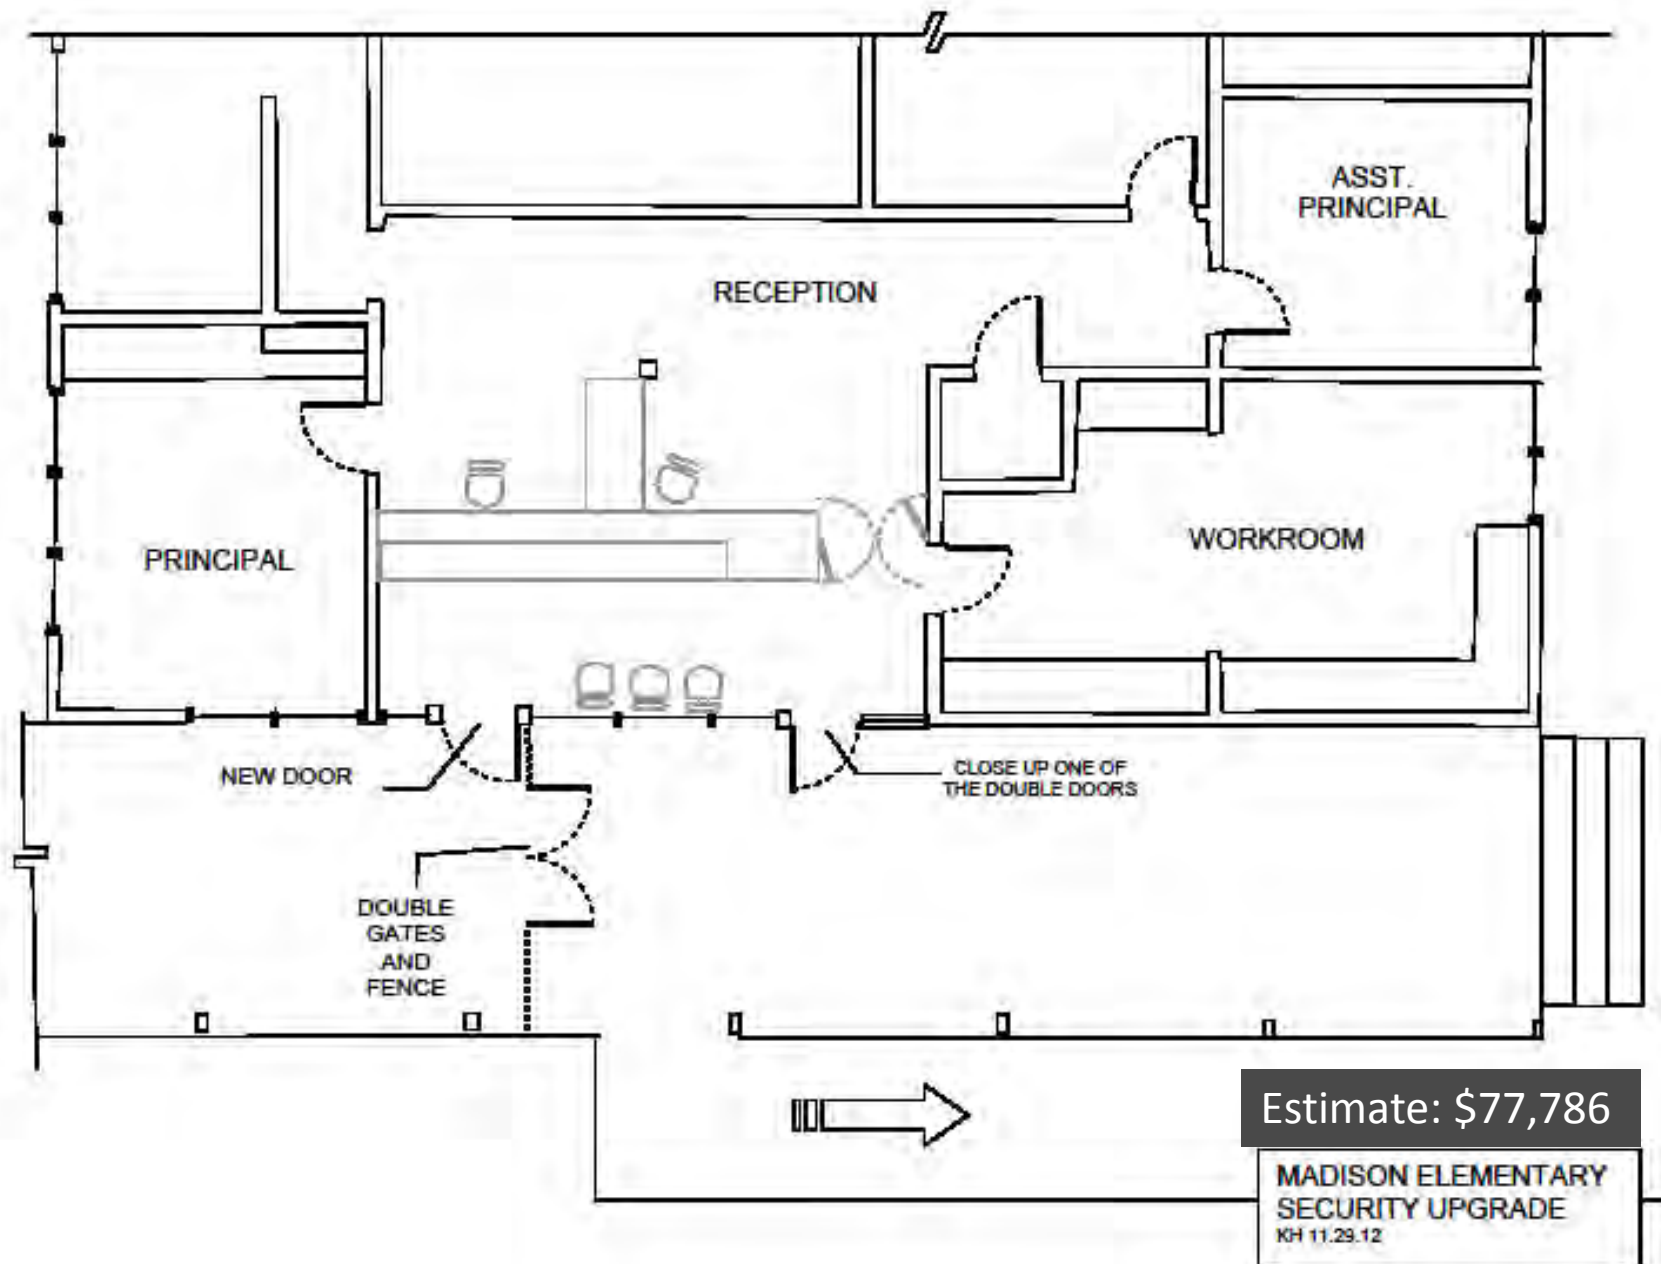 ASST.
PRINCIPAL
RECEPTION
WORKROOM
PRINCIPAL
NEW DOOR
CLOSE UP ONE OF
THE DOUBLE DOORS
DOUBLE
GATES
AND
FENCE
Estimate: $77,786
MADISON ELEMENTARY
SECURITY UPGRADE
KH 11.29.12